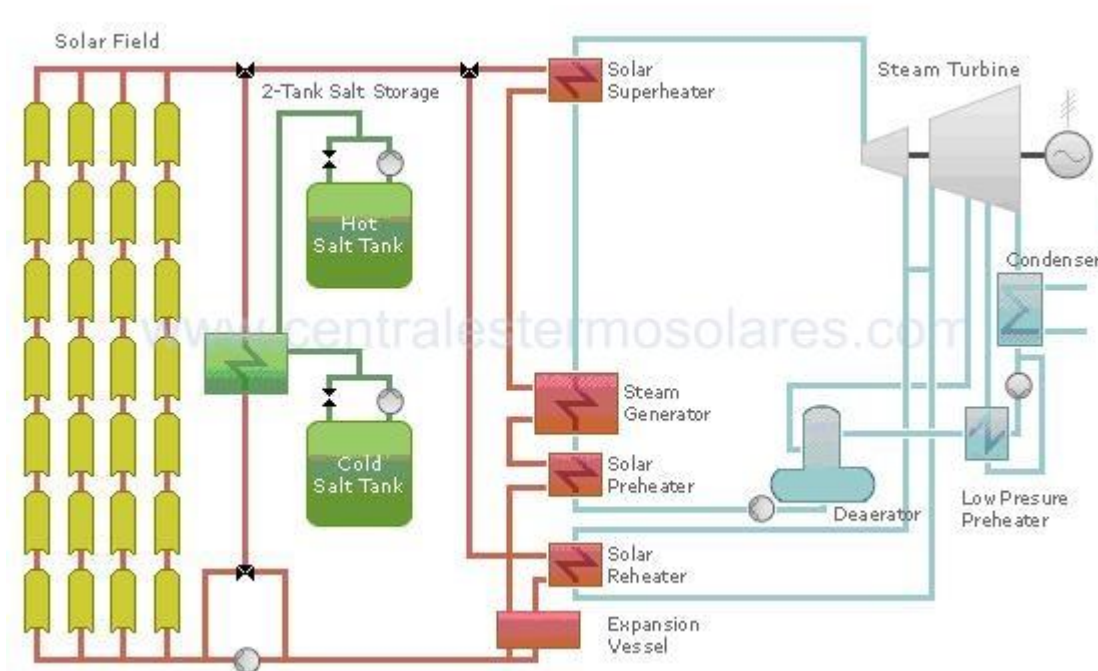 Solar Field
2-Tank Salt Storage
Solar
Superheater
Steam Turbine
Hot
Salt Tank
Condenser
www.centralestermosolares.com
Steam
Generator
Cold
Salt Tank
Solar
Preheater
Deaerator
Low Presure
Preheater
Solar
Reheater
Expansion
Vessel